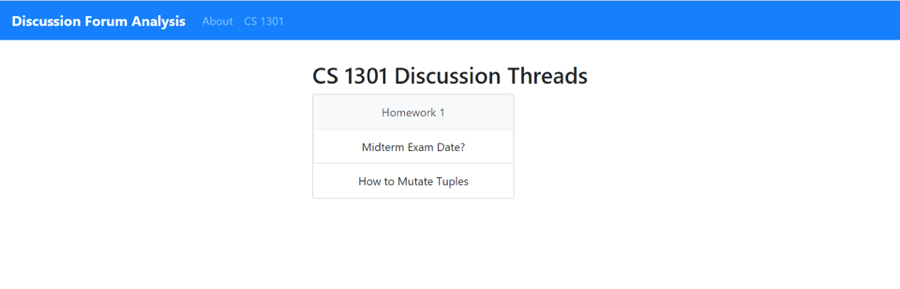 Discussion Forum Analysis About CS 1301
CS 1301 Discussion Threads
Homework 1
Midterm Exam Date?
How to Mutate Tuples